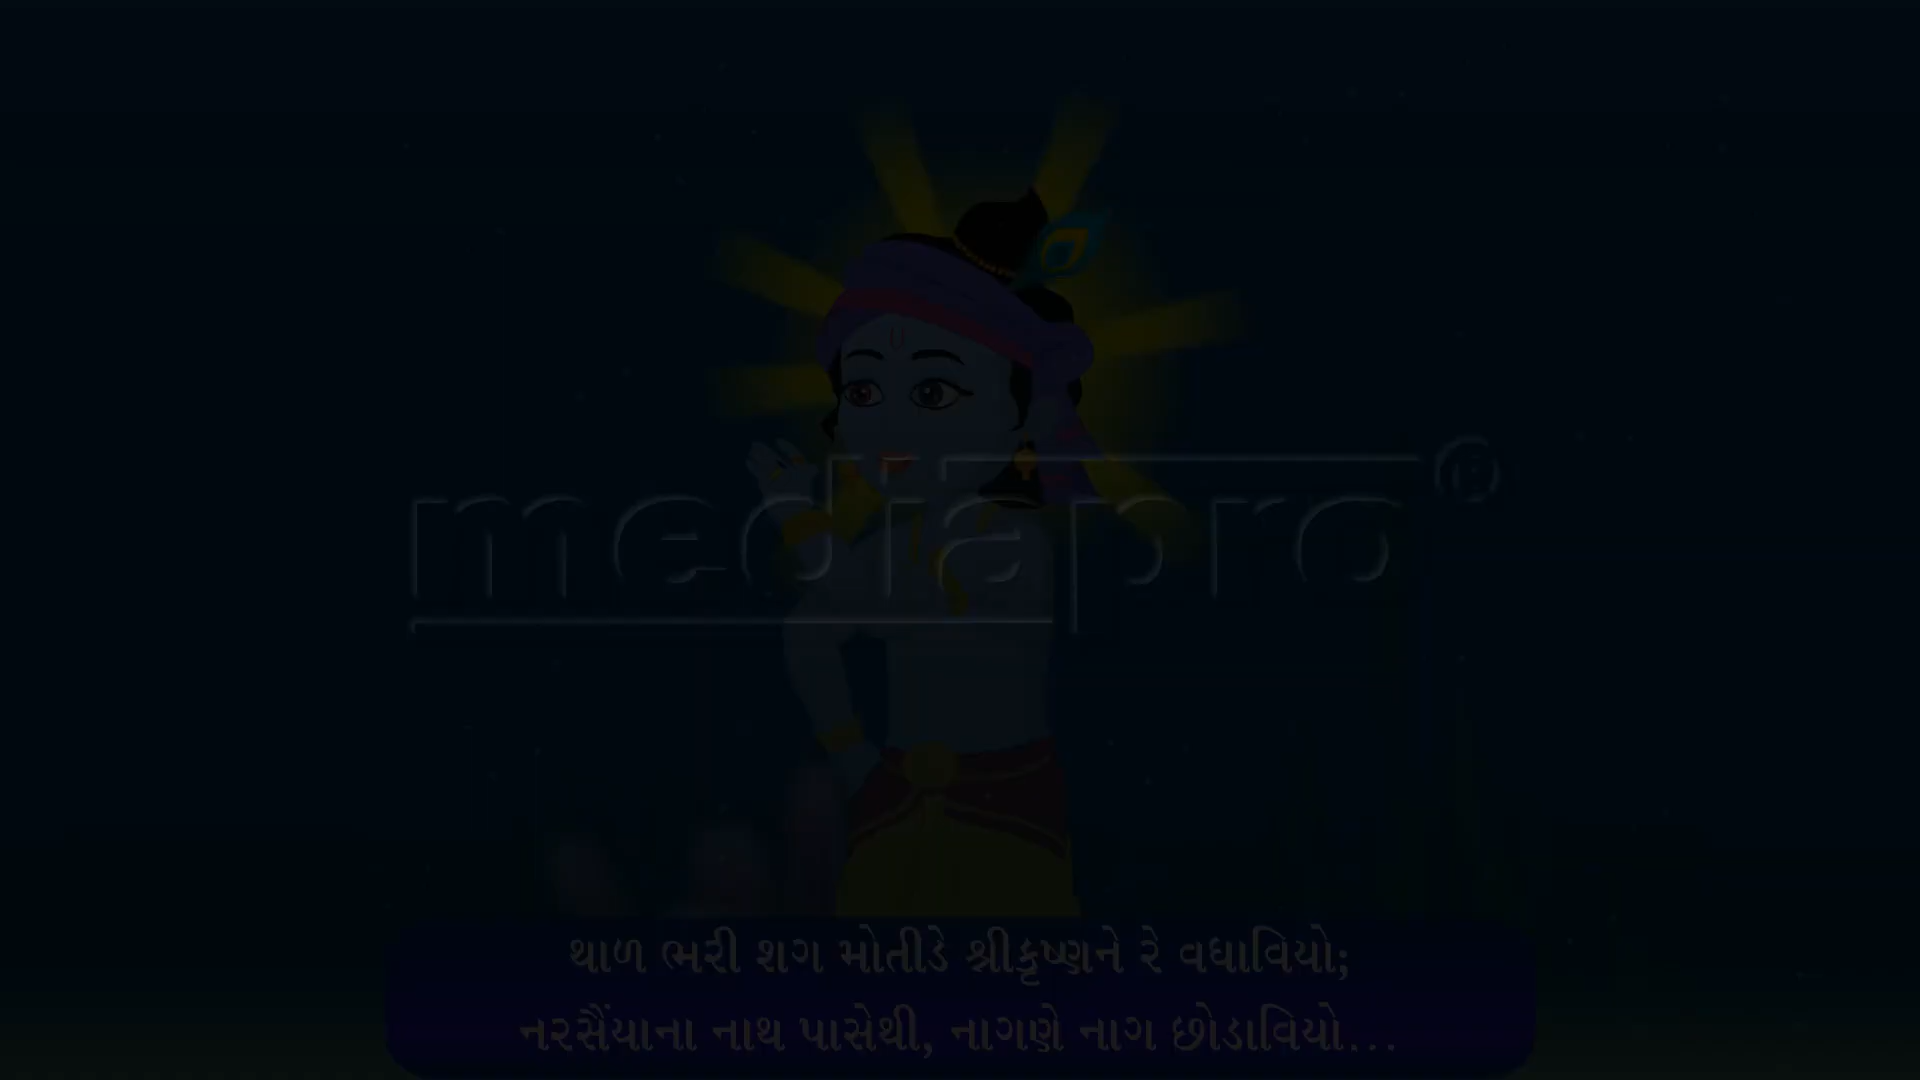 mediapro®
થાળ ભરી શગ મોતીડે શ્રીકૃષ્ણને રે વધાવિયો;
નરસૈંયાના નાથ પાસેથી, નાગણે નાગ છોડાવિયો...